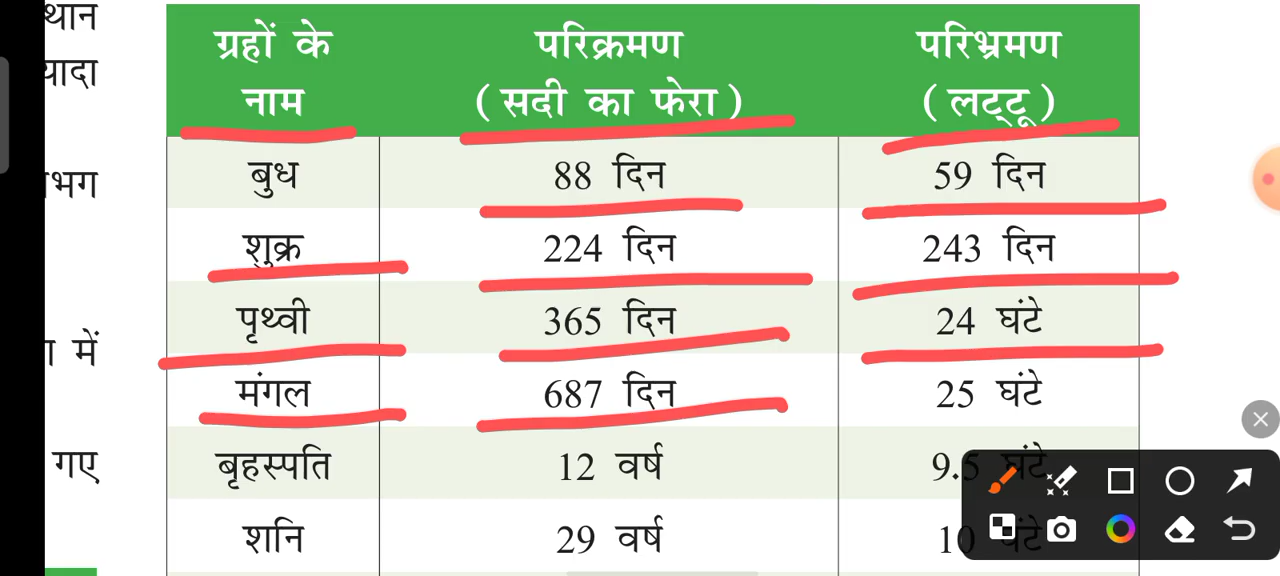 थान
यादा
भग
में
गए
ग्रहों के परिक्रमण परिभ्रमण
नाम (सदी का फेरा) (लट्टू)
बुध 88 दिन 59 दिन
शुक्र 224 दिन 243 दिन
पृथ्वी 365 दिन 24 घंटे
मंगल 687 दिन 25 घंटे
बृहस्पति 12 वर्ष 9.5 घंटे
शनि 29 वर्ष 10 घंटे